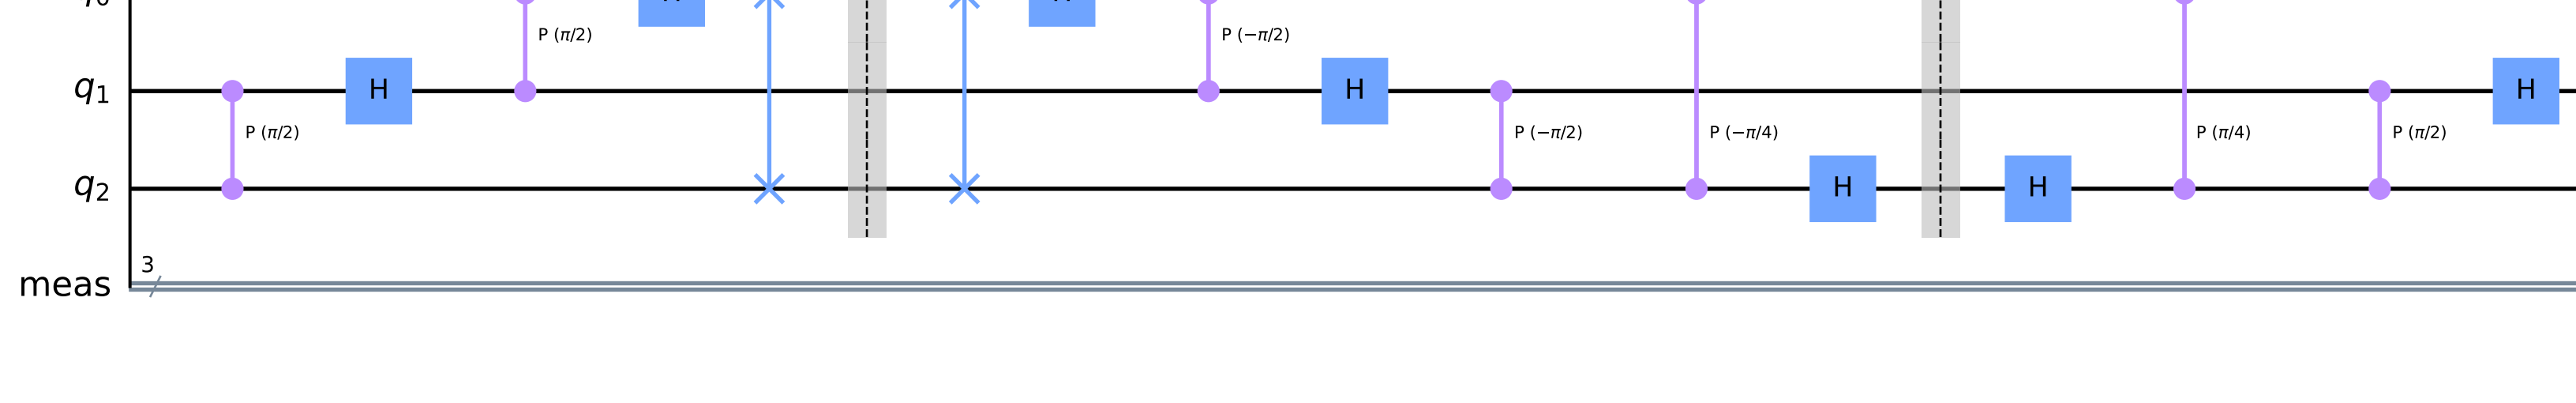 P (π/2) P (−π/2)
q₁ H H H
P (π/2) P (−π/2) P (−π/4) P (π/4) P (π/2)
q₂ H H
3
meas